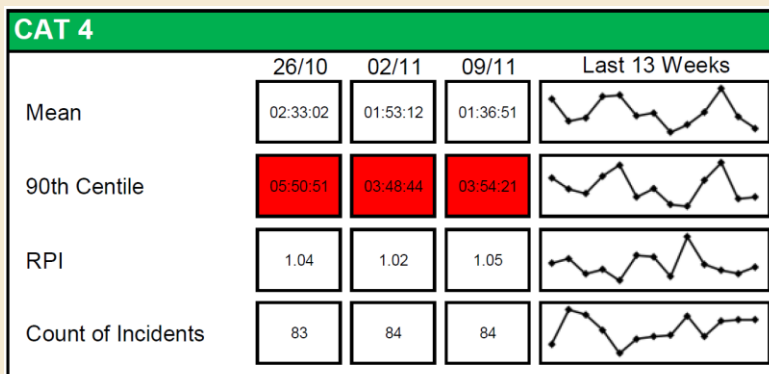 CAT 4
26/10 02/11 09/11 Last 13 Weeks
Mean 02:33:02 01:53:12 01:36:51
90th Centile 05:50:51 03:48:44 03:54:21
RPI 1.04 1.02 1.05
Count of Incidents 83 84 84